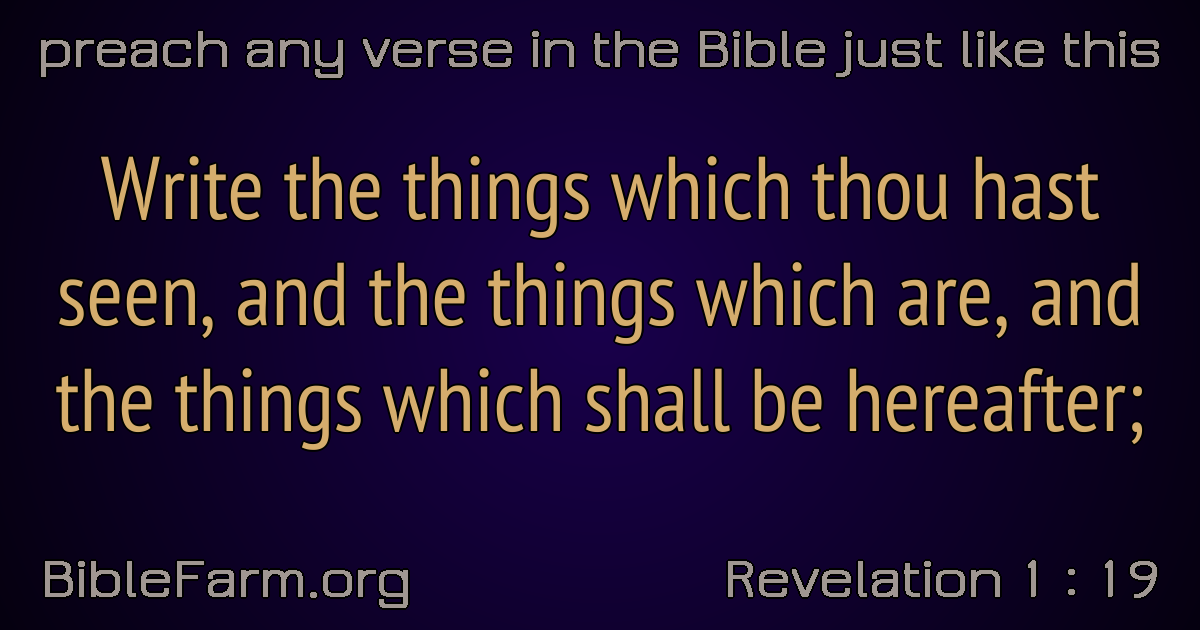 preach any verse in the Bible just like this
Write the things which thou hast
seen, and the things which are, and
the things which shall be hereafter;
BibleFarm.org
Revelation 1 : 19